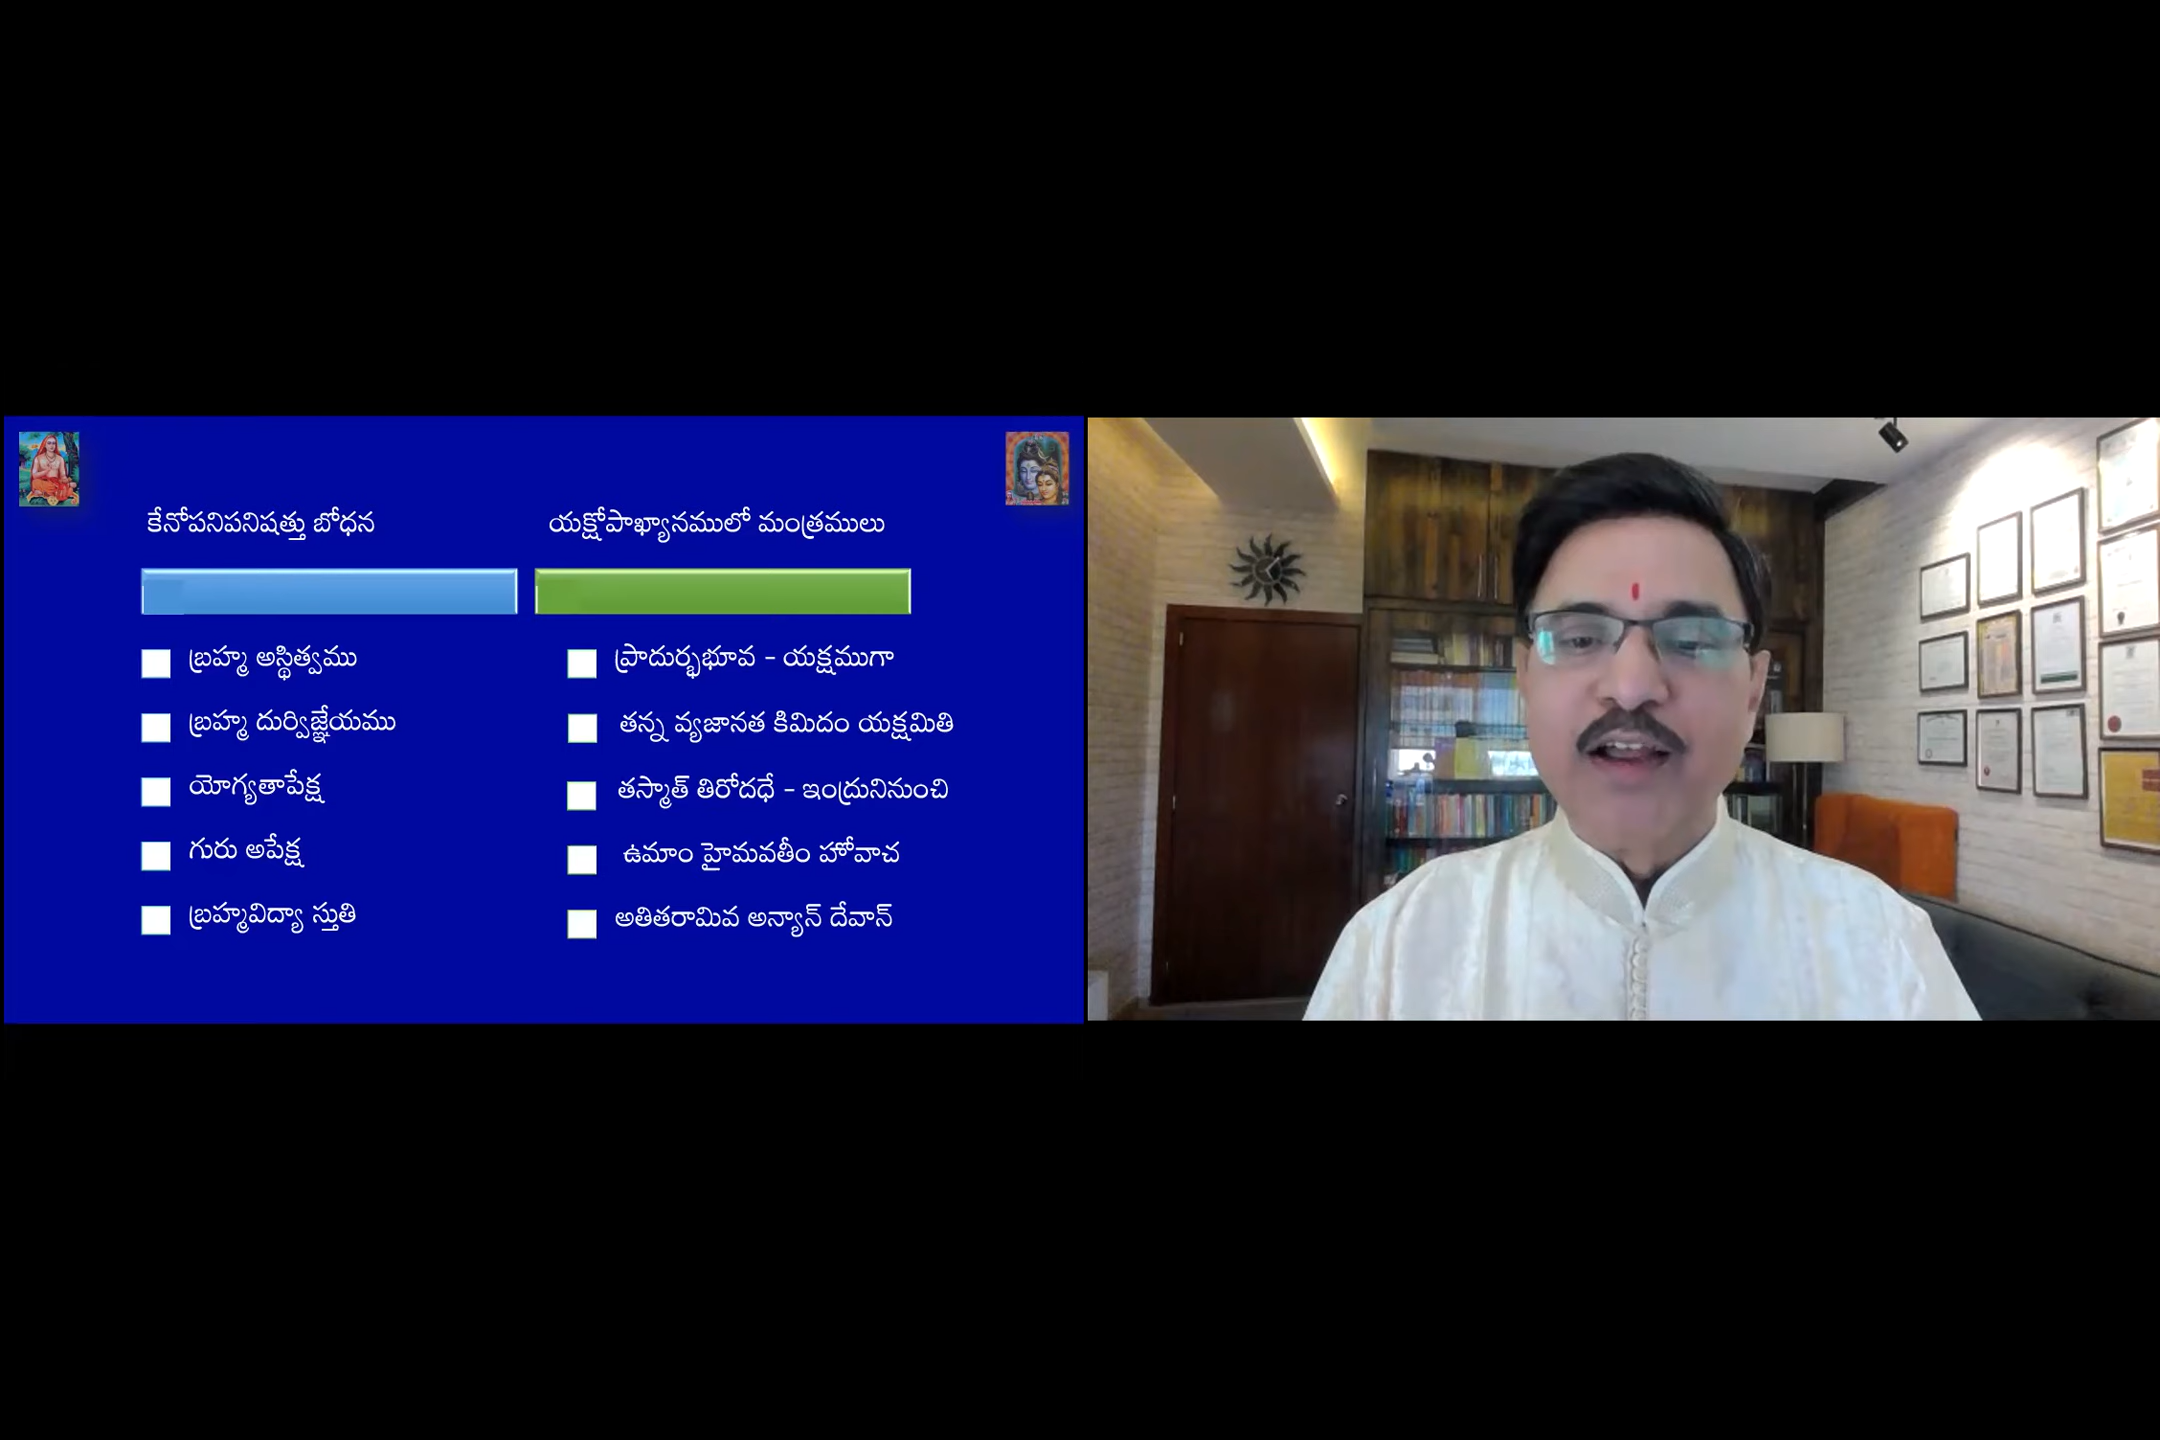 కేనోపనిపనిషత్తు బోధన
యక్షోపాఖ్యానములో మంత్రములు
బ్రహ్మ అస్థిత్వము
ప్రాదుర్భభూవ - యక్షముగా
బ్రహ్మ దుర్విజ్ఞేయము
తన్న వ్యజానత కిమిదం యక్షమితి
యోగ్యతాపేక్ష
తస్మాత్ తిరోదధే - ఇంద్రునినుంచి
గురు అపేక్ష
ఉమాం హైమవతీం హోవాచ
బ్రహ్మవిద్యా స్తుతి
అతితరామివ అన్యాన్ దేవాన్